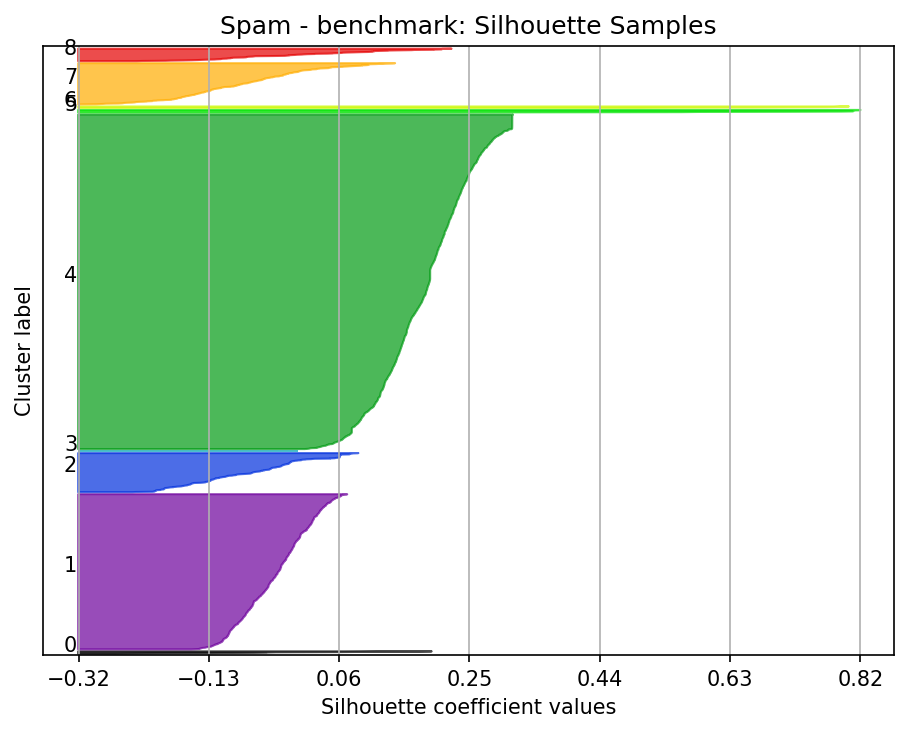 Spam - benchmark: Silhouette Samples
8
7
6
5
4
3
2
1
0
Cluster label
−0.32 −0.13 0.06 0.25 0.44 0.63 0.82
Silhouette coefficient values